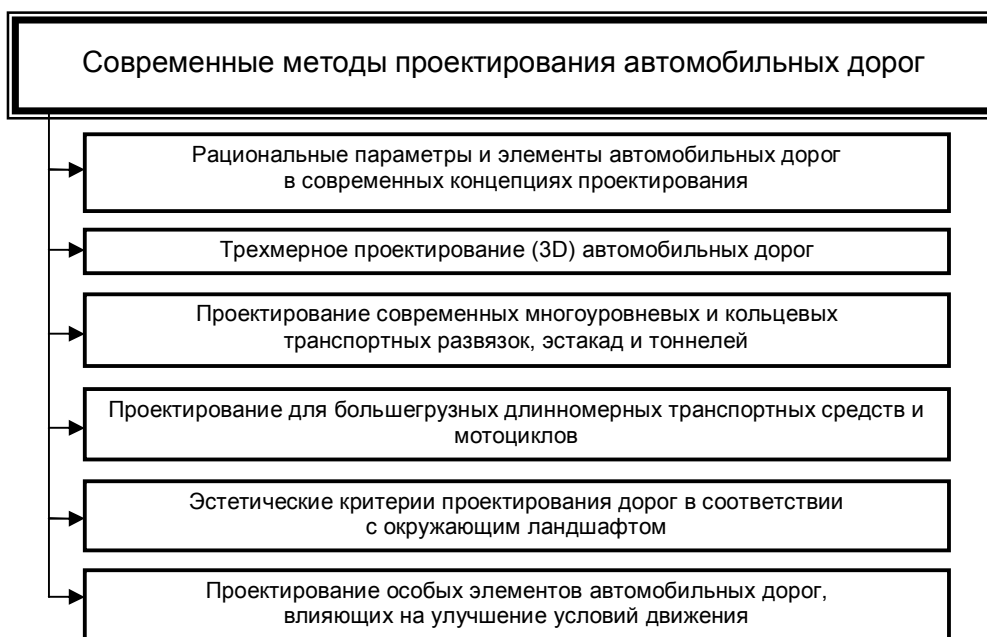 Современные методы проектирования автомобильных дорог
Рациональные параметры и элементы автомобильных дорог
в современных концепциях проектирования
Трехмерное проектирование (3D) автомобильных дорог
Проектирование современных многоуровневых и кольцевых
транспортных развязок, эстакад и тоннелей
Проектирование для большегрузных длинномерных транспортных средств и
мотоциклов
Эстетические критерии проектирования дорог в соответствии
с окружающим ландшафтом
Проектирование особых элементов автомобильных дорог,
влияющих на улучшение условий движения